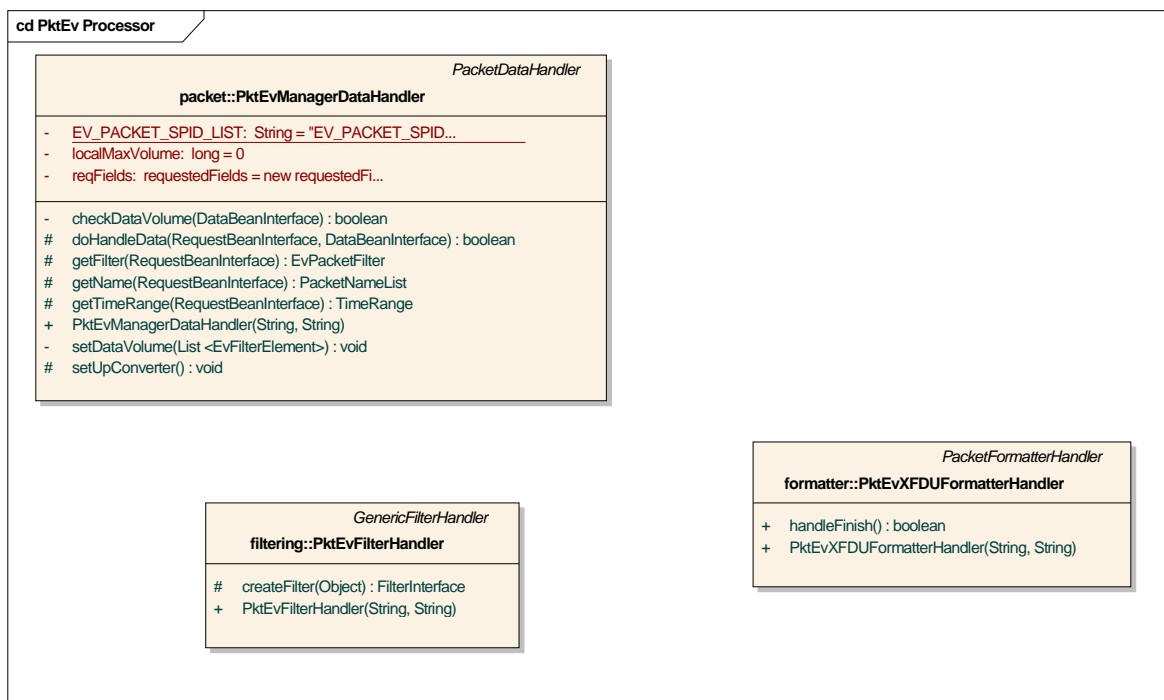 cd PktEv Processor
PacketDataHandler
packet::PktEvManagerDataHandler
- EV_PACKET_SPID_LIST: String = "EV_PACKET_SPID...
- localMaxVolume: long = 0
- reqFields: requestedFields = new requestedFi...
- checkDataVolume(DataBeanInterface) : boolean
# doHandleData(RequestBeanInterface, DataBeanInterface) : boolean
# getFilter(RequestBeanInterface) : EvPacketFilter
# getName(RequestBeanInterface) : PacketNameList
# getTimeRange(RequestBeanInterface) : TimeRange
+ PktEvManagerDataHandler(String, String)
- setDataVolume(List <EvFilterElement>) : void
# setUpConverter() : void
PacketFormatterHandler
formatter::PktEvXFDUFormatterHandler
+ handleFinish() : boolean
+ PktEvXFDUFormatterHandler(String, String)
GenericFilterHandler
filtering::PktEvFilterHandler
# createFilter(Object) : FilterInterface
+ PktEvFilterHandler(String, String)